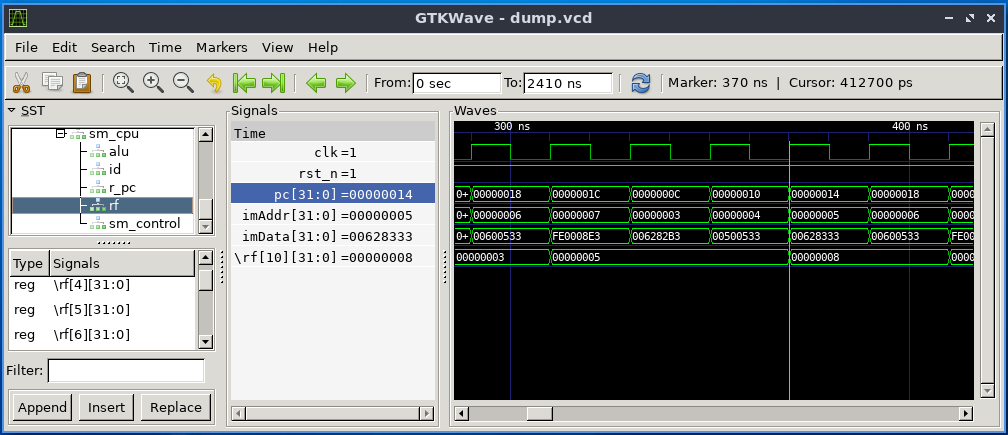 GTKWave - dump.vcd
File Edit Search Time Markers View Help
From: 0 sec To: 2410 ns Marker: 370 ns | Cursor: 412700 ps
SST
sm_cpu
alu
id
r_pc
rf
sm_control
Type Signals
reg \rf[4][31:0]
reg \rf[5][31:0]
reg \rf[6][31:0]
Filter:
Append Insert Replace
Signals
Time
clk =1
rst_n =1
pc[31:0] =00000014
imAddr[31:0] =00000005
imData[31:0] =00628333
\rf[10][31:0] =00000008
Waves
300 ns 400 ns
0+ 00000018 0000001C 0000000C 00000010 00000014 00000018 0000
0+ 00000006 00000007 00000003 00000004 00000005 00000006 0000
0+ 00600533 FE0008E3 006282B3 00500533 00628333 00600533 FE00
00000003 00000005 00000008 0000